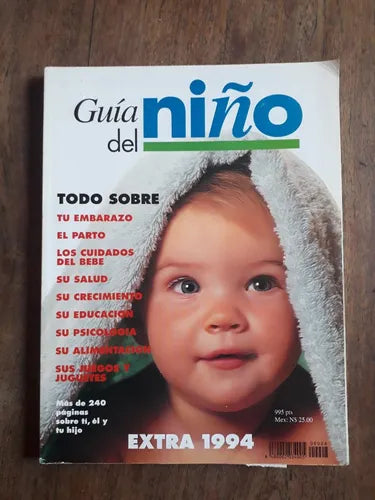 Guía
del niño
TODO SOBRE
TU EMBARAZO
EL PARTO
LOS CUIDADOS
DEL BEBE
SU SALUD
SU CRECIMIENTO
SU EDUCACION
SU PSICOLOGIA
SU ALIMENTACION
SUS JUEGOS Y
JUGUETES
Más de 240
páginas
sobre ti, él y
tu hijo
995 pts
Mex: N$ 25.00
EXTRA 1994